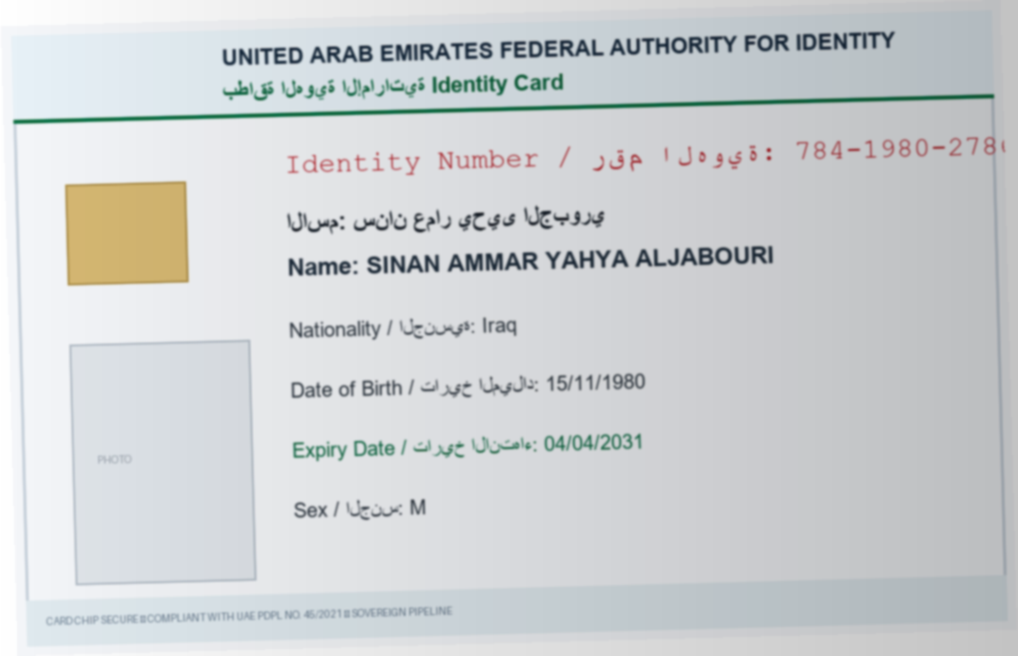 UNITED ARAB EMIRATES FEDERAL AUTHORITY FOR IDENTITY
بطاقة الهوية الإماراتية Identity Card
Identity Number / رقم الهوية: 784-1980-278
الاسم: سنان عمار يحيى الجبوري
Name: SINAN AMMAR YAHYA ALJABOURI
Nationality / الجنسية: Iraq
Date of Birth / تاريخ الميلاد: 15/11/1980
Expiry Date / تاريخ الانتهاء: 04/04/2031
Sex / الجنس: M
PHOTO
CARD CHIP SECURE COMPLIANT WITH UAE PDPL NO. 45/2021 SOVEREIGN PIPELINE